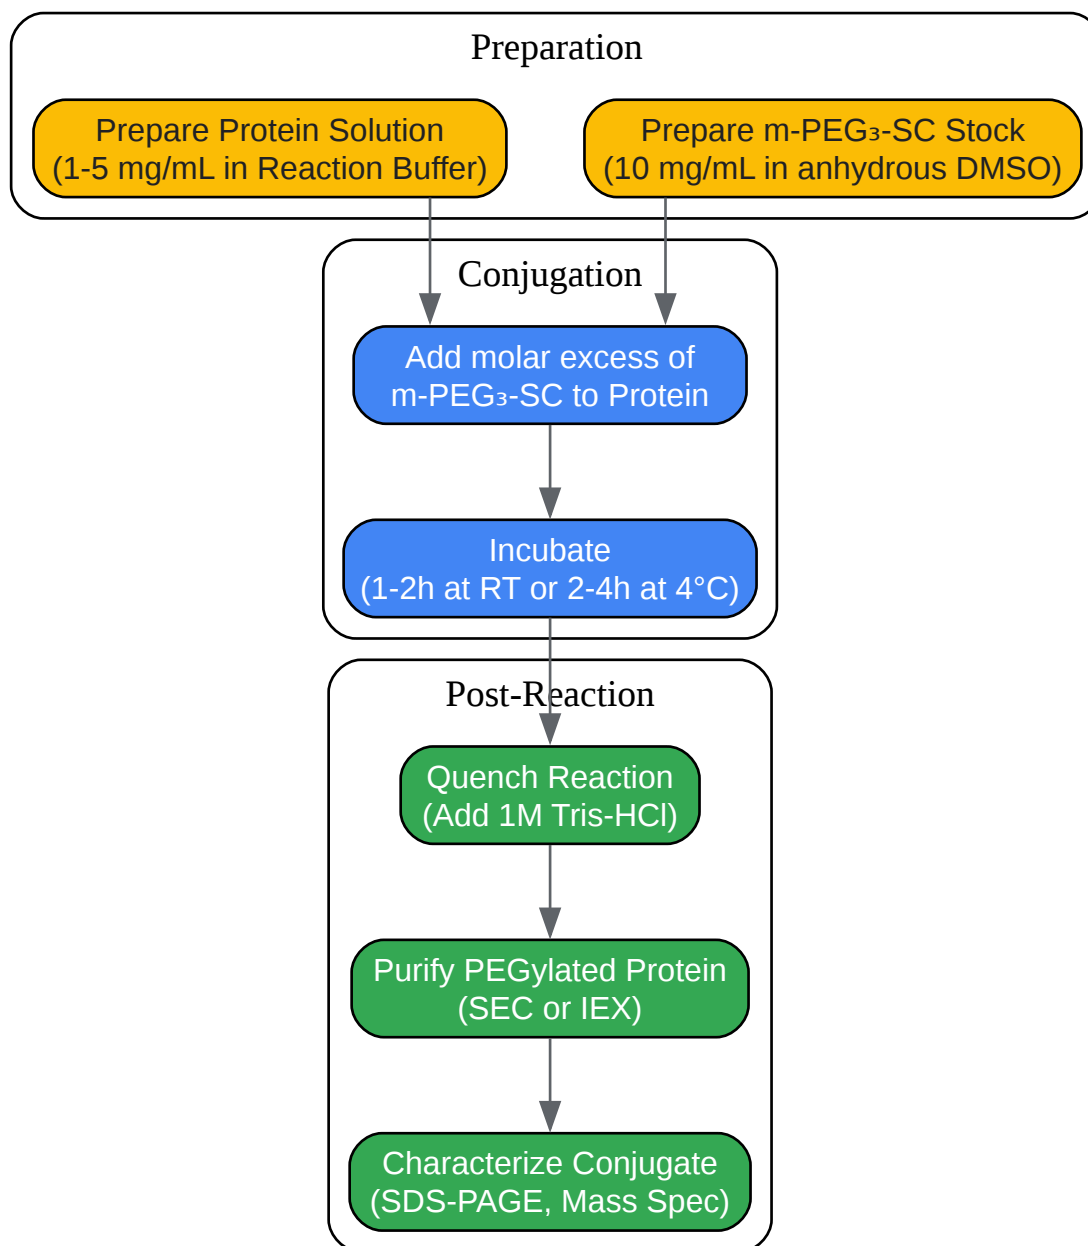 Preparation
Prepare Protein Solution
(1-5 mg/mL in Reaction Buffer)
Prepare m-PEG₃-SC Stock
(10 mg/mL in anhydrous DMSO)
Conjugation
Add molar excess of
m-PEG₃-SC to Protein
Incubate
(1-2h at RT or 2-4h at 4°C)
Post-Reaction
Quench Reaction
(Add 1M Tris-HCl)
Purify PEGylated Protein
(SEC or IEX)
Characterize Conjugate
(SDS-PAGE, Mass Spec)